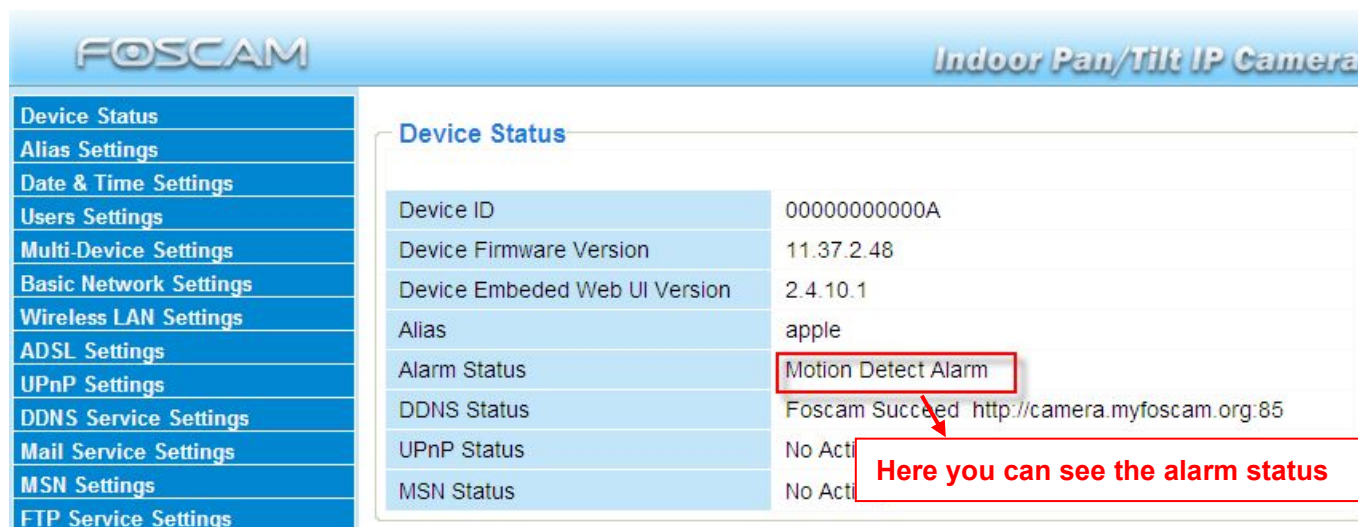 FOSCAM
Indoor Pan/Tilt IP Camera
Device Status
Alias Settings
Date & Time Settings
Users Settings
Multi-Device Settings
Basic Network Settings
Wireless LAN Settings
ADSL Settings
UPnP Settings
DDNS Service Settings
Mail Service Settings
MSN Settings
FTP Service Settings
Device Status
Device ID 00000000000A
Device Firmware Version 11.37.2.48
Device Embeded Web UI Version 2.4.10.1
Alias apple
Alarm Status Motion Detect Alarm
DDNS Status Foscam Succeed http://camera.myfoscam.org:85
UPnP Status No Acti
MSN Status No Acti
Here you can see the alarm status